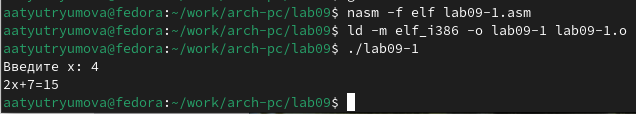 aatyutryumova@fedora:~/work/arch-pc/lab09$ nasm -f elf lab09-1.asm
aatyutryumova@fedora:~/work/arch-pc/lab09$ ld -m elf_i386 -o lab09-1 lab09-1.o
aatyutryumova@fedora:~/work/arch-pc/lab09$ ./lab09-1
Введите x: 4
2x+7=15
aatyutryumova@fedora:~/work/arch-pc/lab09$